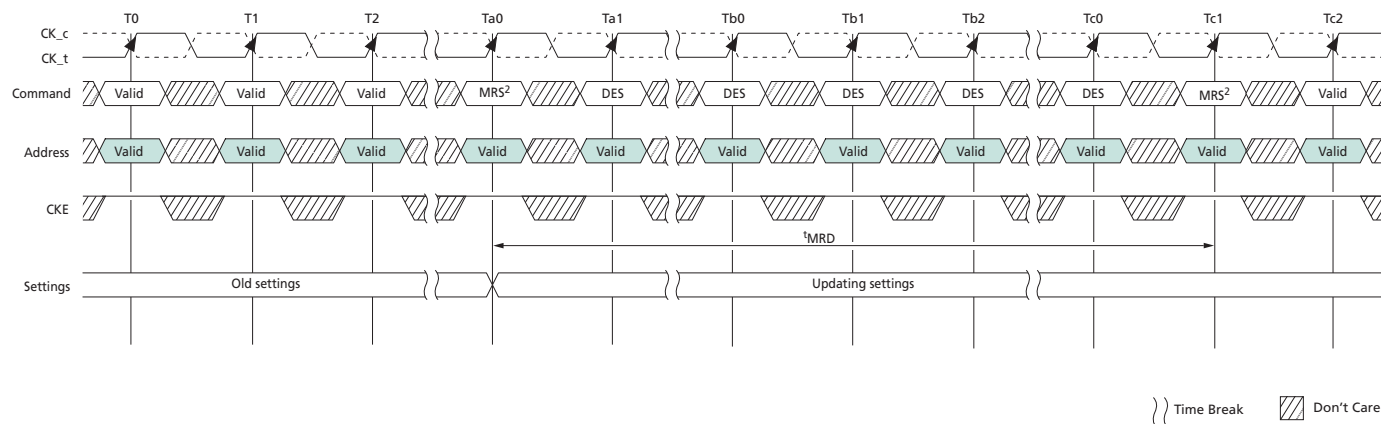 T0 T1 T2 Ta0 Ta1 Tb0 Tb1 Tb2 Tc0 Tc1 Tc2
CK_c
CK_t
Command Valid Valid Valid MRS² DES DES DES DES DES MRS² Valid
Address Valid Valid Valid Valid Valid Valid Valid Valid Valid Valid Valid
CKE
tMRD
Settings Old settings Updating settings
Time Break Don't Care